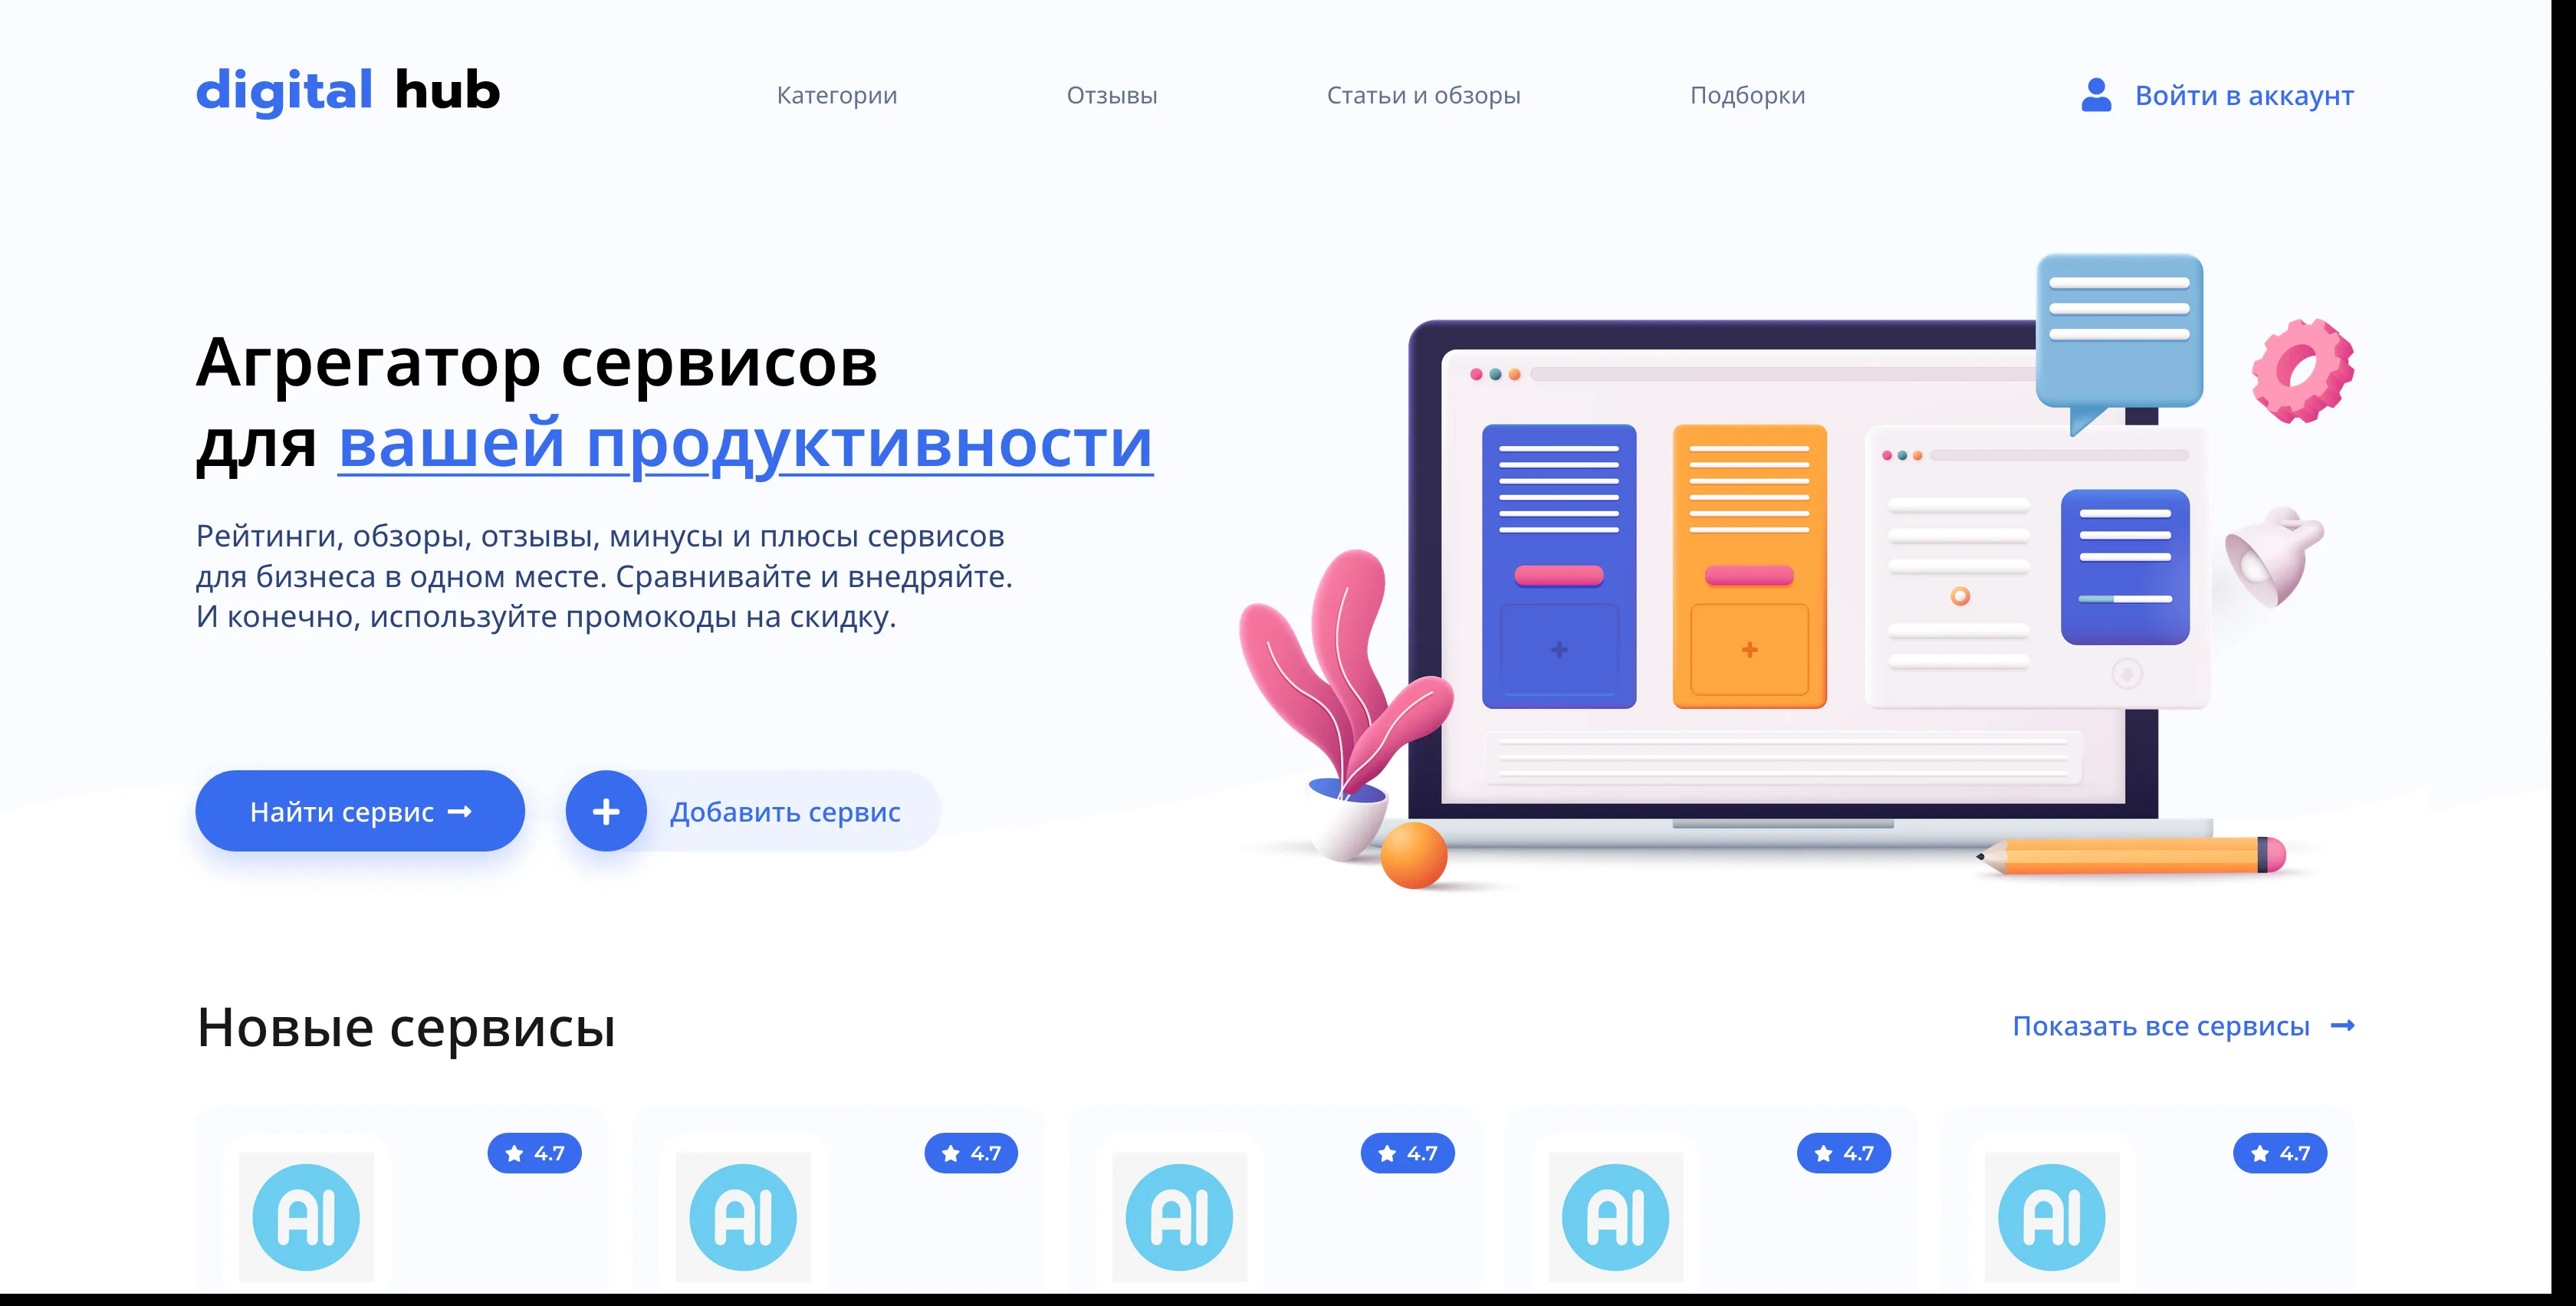 digital hub
Категории
Отзывы
Статьи и обзоры
Подборки
Войти в аккаунт
Агрегатор сервисов
для вашей продуктивности
Рейтинги, обзоры, отзывы, минусы и плюсы сервисов
для бизнеса в одном месте. Сравнивайте и внедряйте.
И конечно, используйте промокоды на скидку.
Найти сервис
Добавить сервис
Новые сервисы
Показать все сервисы
4.7
4.7
4.7
4.7
4.7
AI
AI
AI
AI
AI